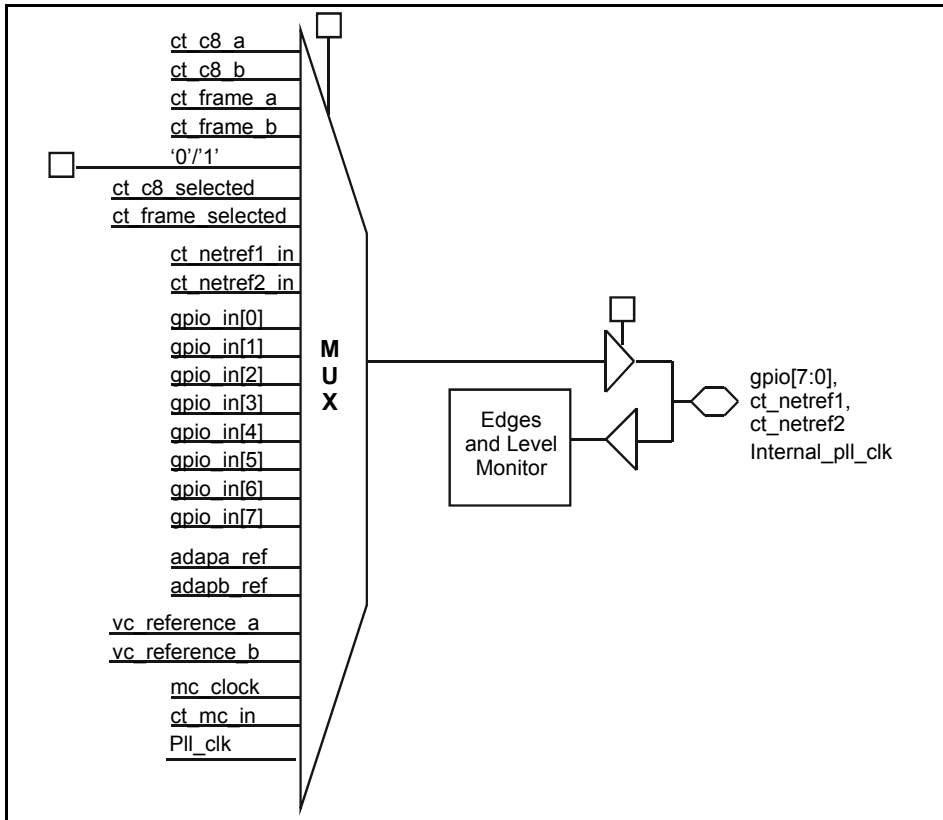 ct_c8_a
ct_c8_b
ct_frame_a
ct_frame_b
‘0’/’1’
ct_c8_selected
ct_frame_selected
ct_netref1_in
ct_netref2_in
gpio_in[0]
gpio_in[1]
gpio_in[2]
gpio_in[3]
gpio_in[4]
gpio_in[5]
gpio_in[6]
gpio_in[7]
adapa_ref
adapb_ref
vc_reference_a
vc_reference_b
mc_clock
ct_mc_in
Pll_clk
M
U
X
Edges
and Level
Monitor
gpio[7:0],
ct_netref1,
ct_netref2
Internal_pll_clk